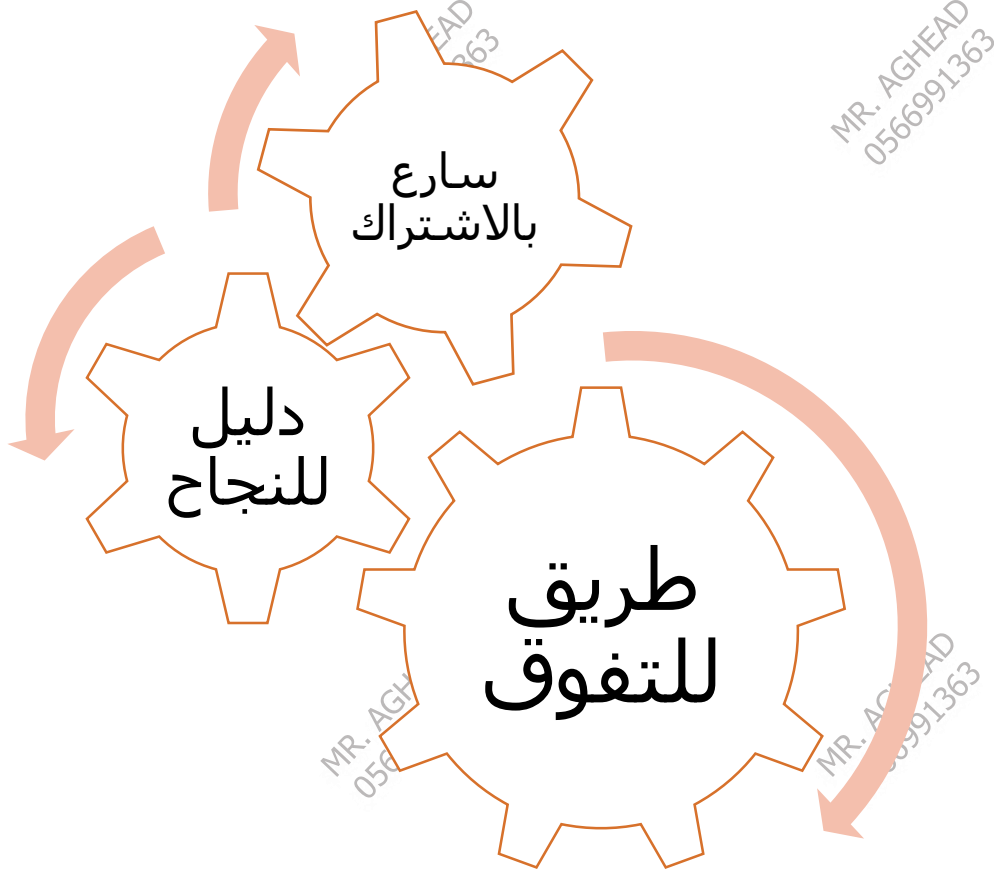 MR. AGHEAD
0566991363
سارع
بالاشتراك
دليل
للنجاح
طريق
للتفوق